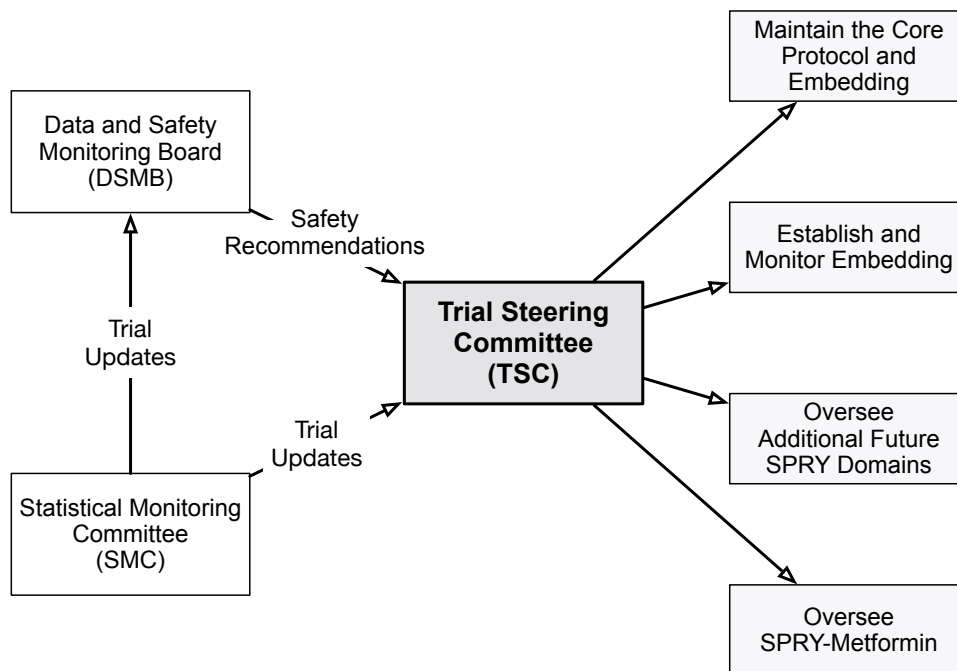 Maintain the Core
Protocol and
Embedding
Data and Safety
Monitoring Board
(DSMB)
Safety
Recommendations
Establish and
Monitor Embedding
Trial Steering
Committee
(TSC)
Trial
Updates
Trial
Updates
Oversee
Additional Future
SPRY Domains
Statistical Monitoring
Committee
(SMC)
Oversee
SPRY-Metformin